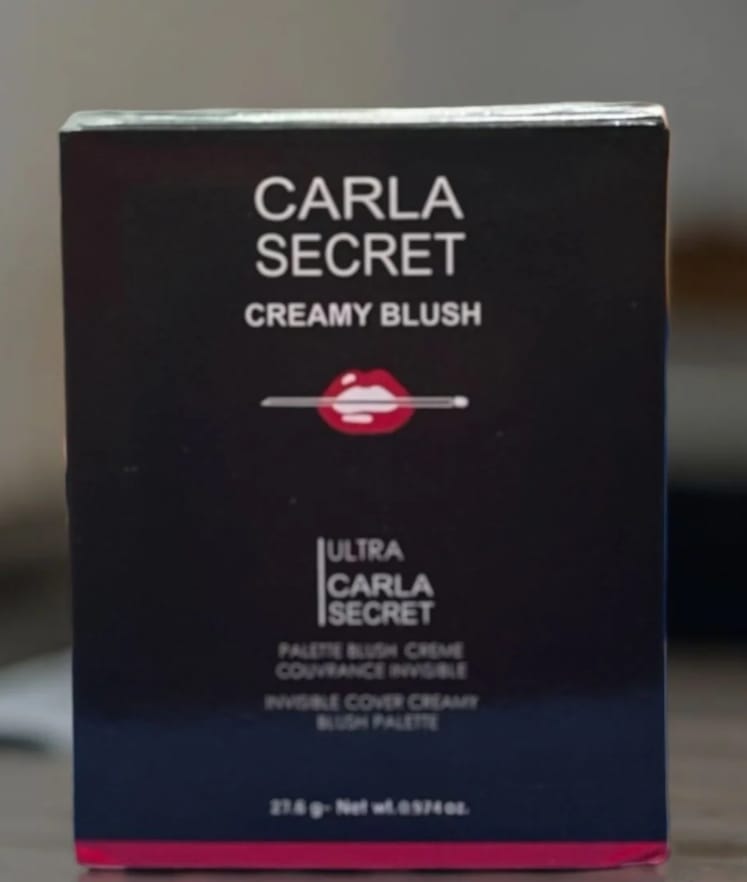 CARLA
SECRET
CREAMY BLUSH
ULTRA
CARLA
SECRET
PALETTE BLUSH CREME
COUVRANCE INVISIBLE
INVISIBLE COVER CREAMY
BLUSH PALETTE
27.6 g- Net wt. 0.974 oz.